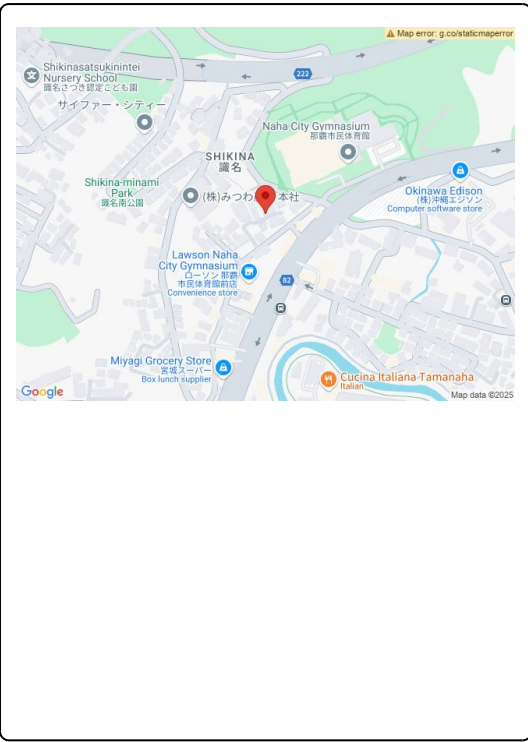 Map error: g.co/staticmaperror
Shikinasatsukinintei
Nursery School
識名さつき認定こども園
222
サイファー・シティー
Naha City Gymnasium
那覇市民体育館
SHIKINA
識名
Shikina-minami
Park
識名南公園
(株)みつわ
本社
Okinawa Edison
(株)沖縄エジソン
Computer software store
Lawson Naha
City Gymnasium
ローソン 那覇
市民体育館前店
Convenience store
82
Miyagi Grocery Store
宮城スーパー
Box lunch supplier
Cucina Italiana Tamanaha
Italian
Google
Map data ©2025